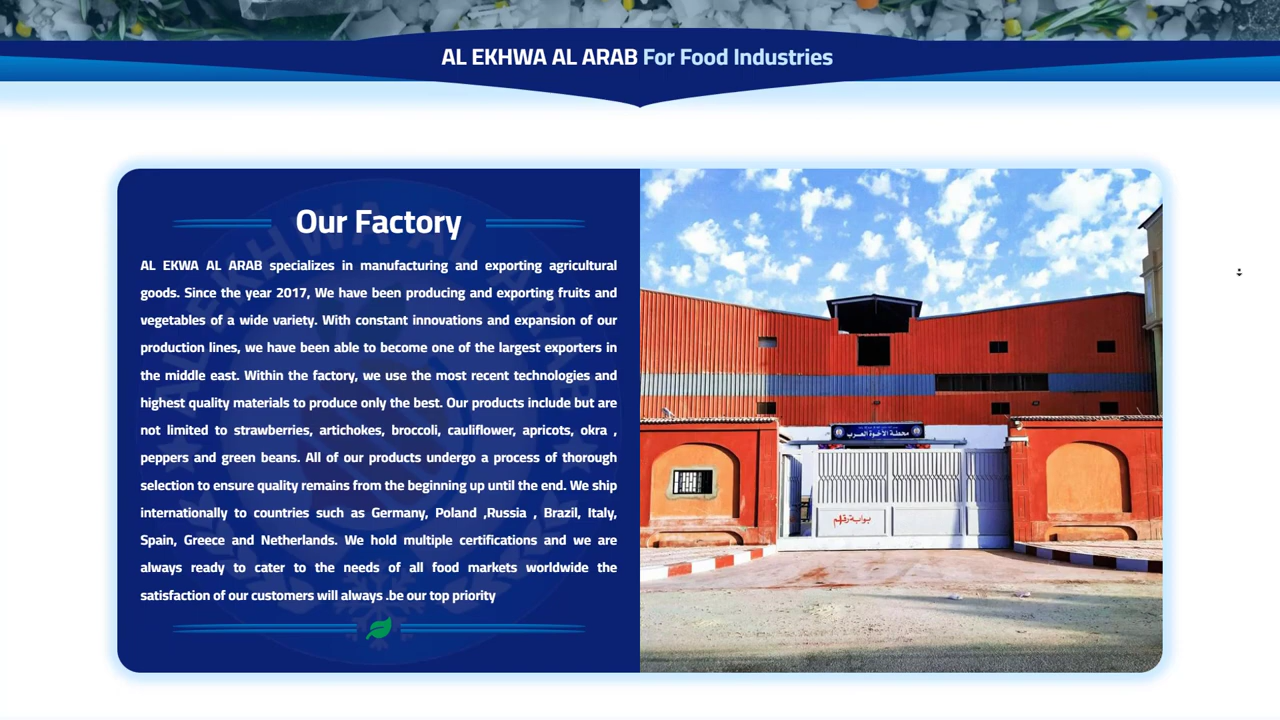 AL EKHWA AL ARAB For Food Industries
Our Factory
AL EKWA AL ARAB specializes in manufacturing and exporting agricultural
goods. Since the year 2017, We have been producing and exporting fruits and
vegetables of a wide variety. With constant innovations and expansion of our
production lines, we have been able to become one of the largest exporters in
the middle east. Within the factory, we use the most recent technologies and
highest quality materials to produce only the best. Our products include but are
not limited to strawberries, artichokes, broccoli, cauliflower, apricots, okra ,
peppers and green beans. All of our products undergo a process of thorough
selection to ensure quality remains from the beginning up until the end. We ship
internationally to countries such as Germany, Poland ,Russia , Brazil, Italy,
Spain, Greece and Netherlands. We hold multiple certifications and we are
always ready to cater to the needs of all food markets worldwide the
satisfaction of our customers will always .be our top priority
محطة الأخوة العرب